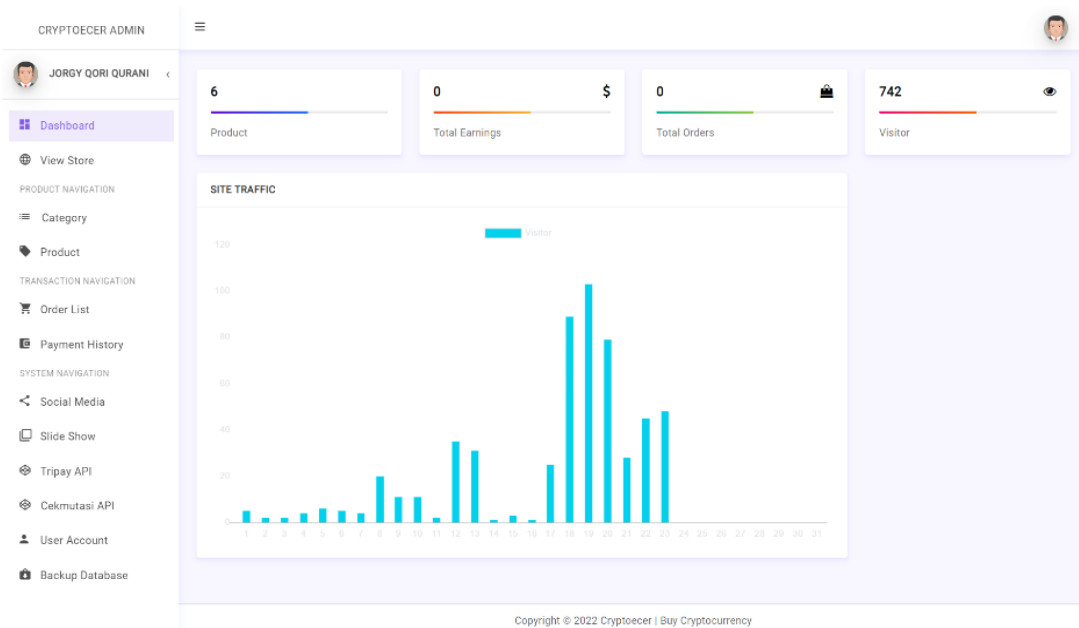 CRYPTOECER ADMIN
JORGY QORI QURANI
Dashboard
View Store
PRODUCT NAVIGATION
Category
Product
TRANSACTION NAVIGATION
Order List
Payment History
SYSTEM NAVIGATION
Social Media
Slide Show
Tripay API
Cekmutasi API
User Account
Backup Database
6
Product
0 $
Total Earnings
0
Total Orders
742
Visitor
SITE TRAFFIC
Visitor
120
100
80
60
40
20
0
1 2 3 4 5 6 7 8 9 10 11 12 13 14 15 16 17 18 19 20 21 22 23 24 25 26 27 28 29 30 31
Copyright © 2022 Cryptoecer | Buy Cryptocurrency